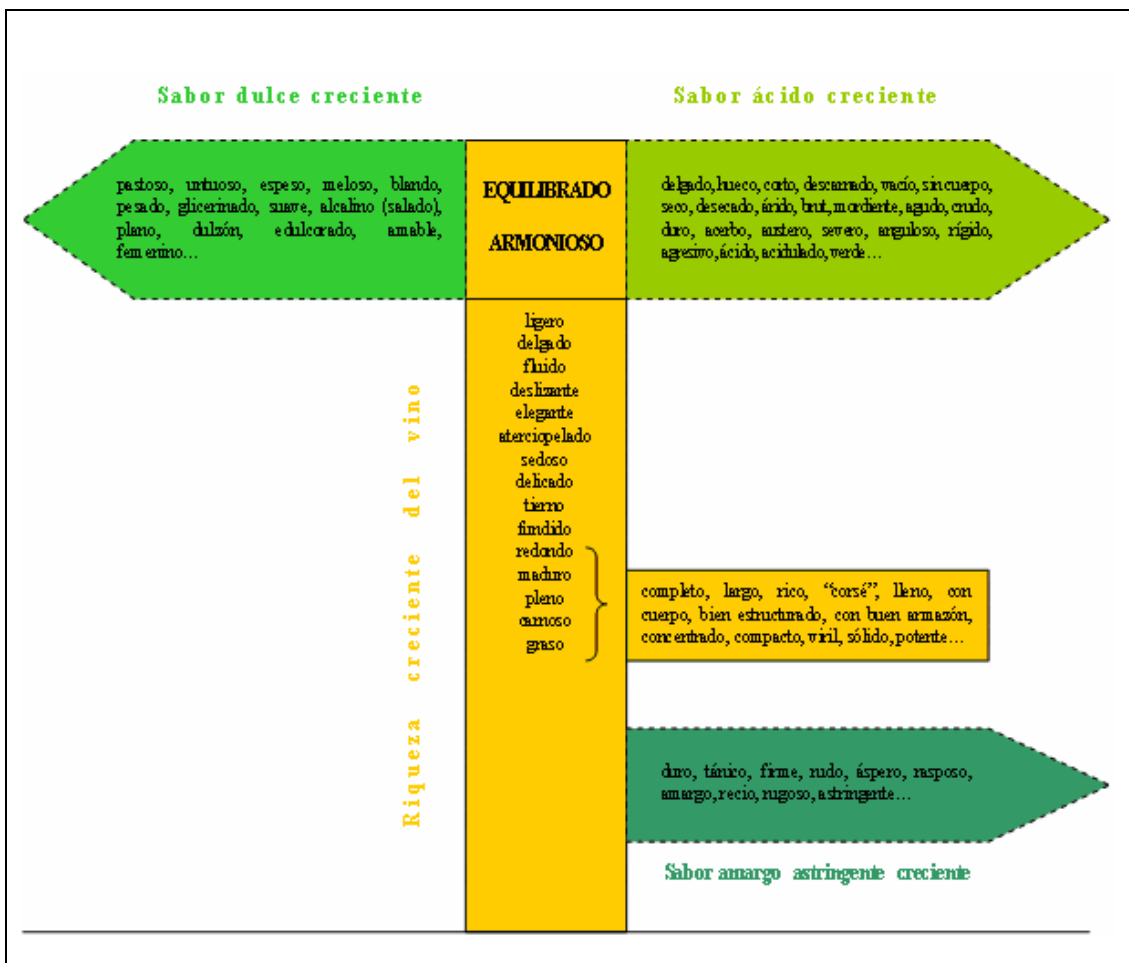 Sabor dulce creciente
Sabor ácido creciente
pastoso, untuoso, espeso, meloso, blando,
pesado, glicerinado, suave, alcalino (salado),
plano, dulzón, edulcorado, amable,
femenino…
EQUILIBRADO
ARMONIOSO
delgado, hueco, corto, descarnado, vacío, sin cuerpo,
seco, desecado, árido, brut, mordiente, agudo, crudo,
duro, acerbo, austero, severo, anguloso, rígido,
agresivo, ácido, acidulado, verde…
ligero
delgado
fluido
deslizante
elegante
aterciopelado
sedoso
delicado
tierno
fundido
redondo
maduro
pleno
carnoso
graso
Riqueza creciente del vino
completo, largo, rico, “corsé”, lleno, con
cuerpo, bien estructurado, con buen armazón,
concentrado, compacto, viril, sólido, potente…
duro, tánico, firme, rudo, áspero, rasposo,
amargo, recio, rugoso, astringente…
Sabor amargo astringente creciente